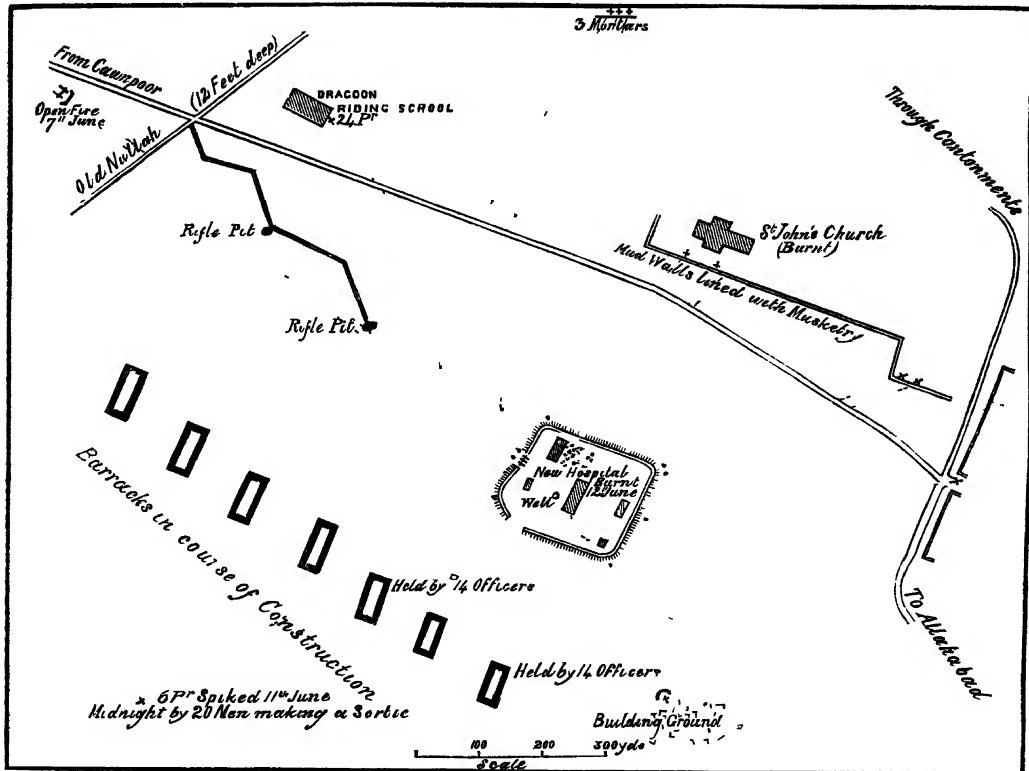 3 Mortars
From Cawnpoor
(12 Feet deep)
DRAGOON
RIDING SCHOOL
24 Pr
Open Fire
7th June
Old Nullah
Through Cantonments
Rifle Pit
St John's Church
(Burnt)
Mud Walls lined with Musketry
Rifle Pit
New Hospital
Burnt
12th June
Well
Barracks in course of Construction
Held by 14 Officers
To Allahabad
Held by 14 Officers
6 Pr Spiked 11th June
Midnight by 20 Men making a Sortie
Building Ground
100 200 300 yds
Scale